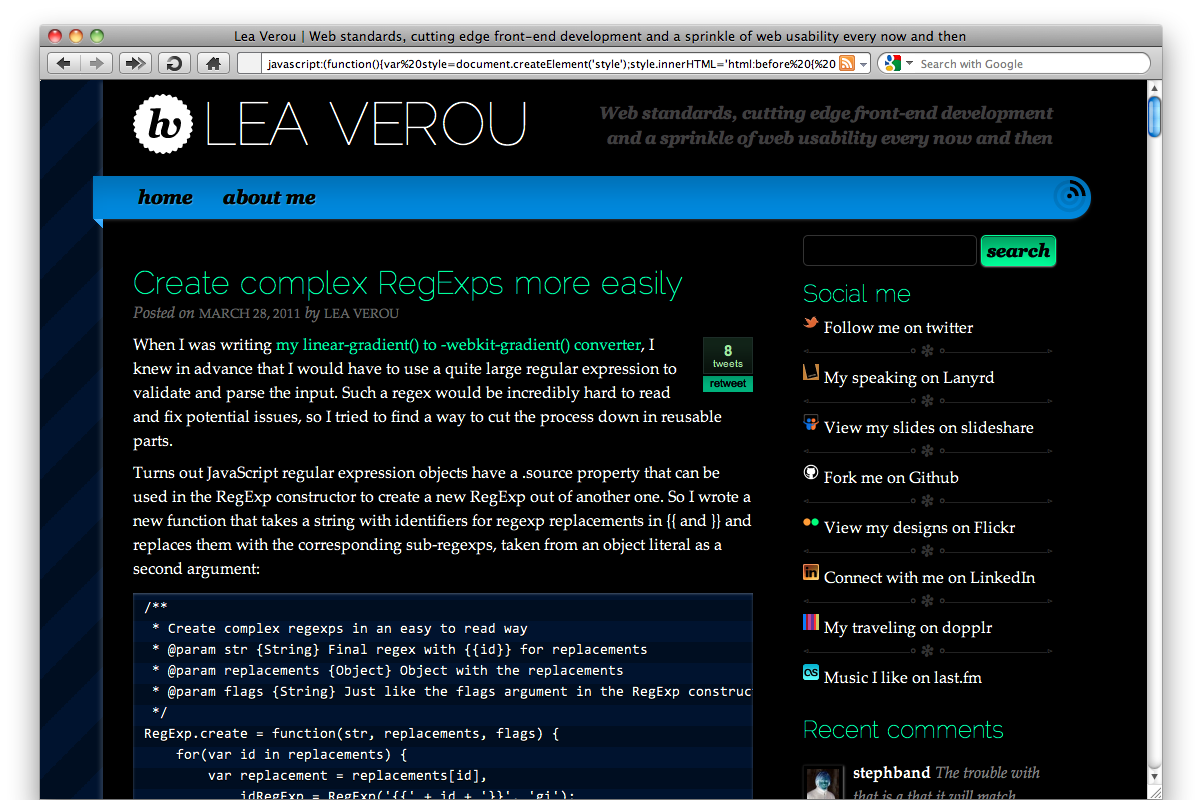 Lea Verou | Web standards, cutting edge front-end development and a sprinkle of web usability every now and then
javascript:(function(){var%20style=document.createElement('style');style.innerHTML='html:before%20{%20
Search with Google
lv
LEA VEROU
Web standards, cutting edge front-end development
and a sprinkle of web usability every now and then
home
about me
search
Create complex RegExps more easily
Posted on MARCH 28, 2011 by LEA VEROU
When I was writing my linear-gradient() to -webkit-gradient() converter, I
knew in advance that I would have to use a quite large regular expression to
validate and parse the input. Such a regex would be incredibly hard to read
and fix potential issues, so I tried to find a way to cut the process down in reusable
parts.
8
tweets
retweet
Turns out JavaScript regular expression objects have a .source property that can be
used in the RegExp constructor to create a new RegExp out of another one. So I wrote a
new function that takes a string with identifiers for regexp replacements in {{ and }} and
replaces them with the corresponding sub-regexps, taken from an object literal as a
second argument:
/**
* Create complex regexps in an easy to read way
* @param str {String} Final regex with {{id}} for replacements
* @param replacements {Object} Object with the replacements
* @param flags {String} Just like the flags argument in the RegExp construc
*/
RegExp.create = function(str, replacements, flags) {
for(var id in replacements) {
var replacement = replacements[id],
idRegExp = RegExp('{{' + id + '}}', 'gi');
Social me
Follow me on twitter
My speaking on Lanyrd
View my slides on slideshare
Fork me on Github
View my designs on Flickr
in
Connect with me on LinkedIn
My traveling on dopplr
as
Music I like on last.fm
Recent comments
stephband The trouble with
that is a that it will match